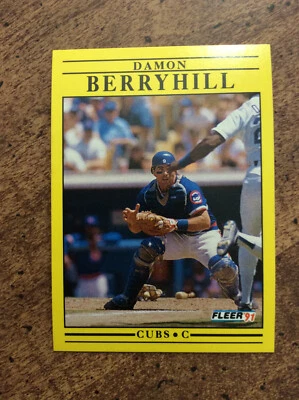 DAMON
BERRYHILL
FLEER '91
CUBS • C